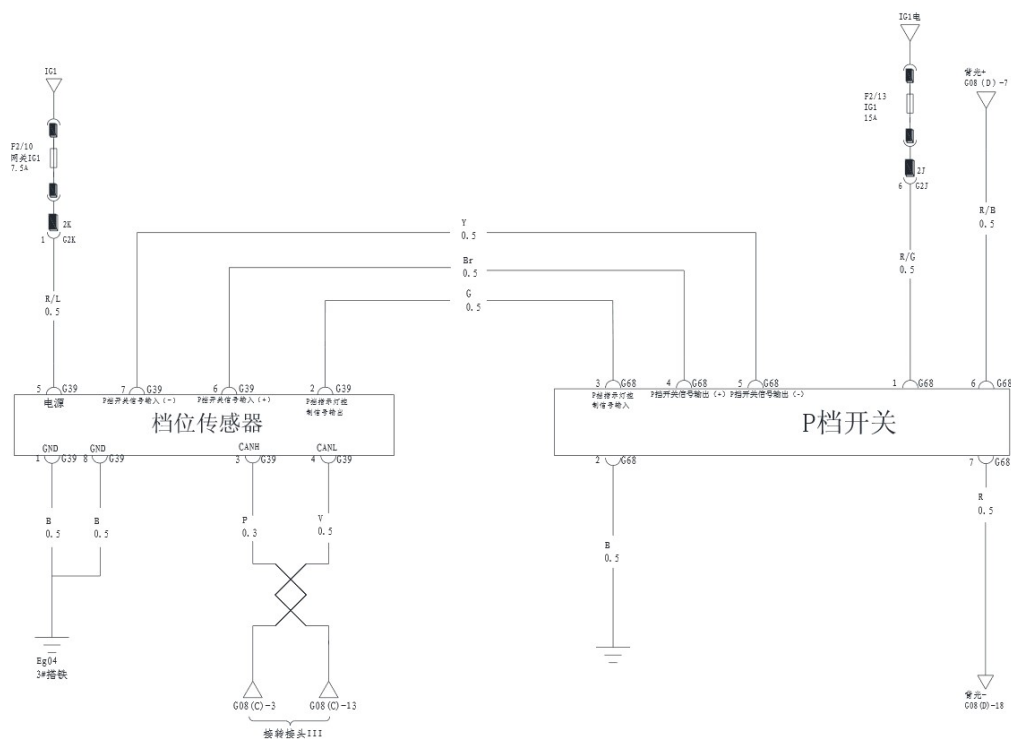 IG1电
IG1
背光+
G08（D）-7
F2/13
IG1
15A
F2/10
网关IG1
7.5A
2J
6 G2J
2K
1 G2K
Y
0.5
R/B
0.5
Br
0.5
R/G
0.5
G
0.5
R/L
0.5
5 G39
7 G39
6 G39
2 G39
3 G68
4 G68
5 G68
1 G68
6 G68
电源
P档开关信号输入（-）
P档开关信号输入（+）
P档指示灯控
制信号输出
P档指示灯控
制信号输入
P档开关信号输出（+）
P档开关信号输出（-）
档位传感器
P档开关
GND
GND
CANH
CANL
1 G39
8 G39
3 G39
4 G39
2 G68
7 G68
B
0.5
B
0.5
P
0.3
V
0.5
R
0.5
B
0.5
Eg04
3#搭铁
G08(C)-3
G08(C)-13
接转接头III
背光-
G08(D)-18